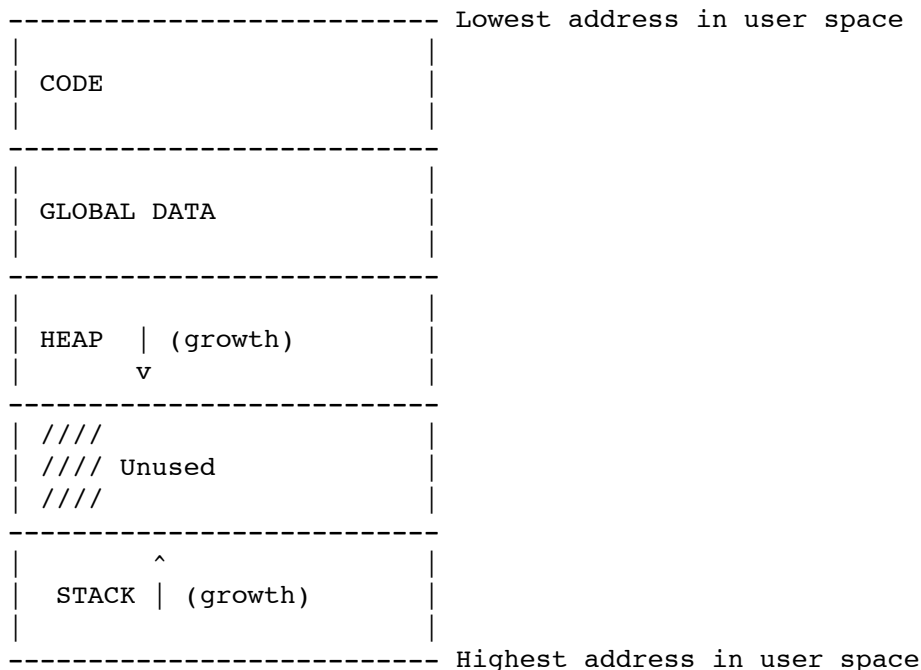 Lowest address in user space
CODE
GLOBAL DATA
HEAP | (growth)
v
////
//// Unused
////
^
STACK | (growth)
Highest address in user space